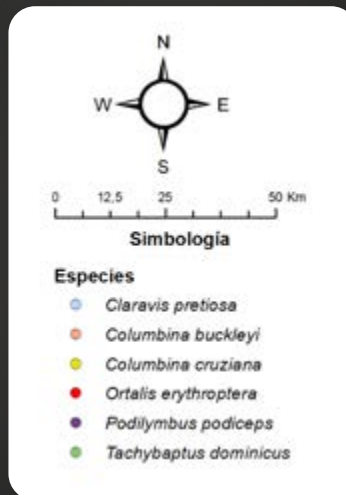 N
W E
S
0 12,5 25 50 Km
Simbología
Especies
Claravis pretiosa
Columbina buckleyi
Columbina cruziana
Ortalis erythroptera
Podilymbus podiceps
Tachybaptus dominicus